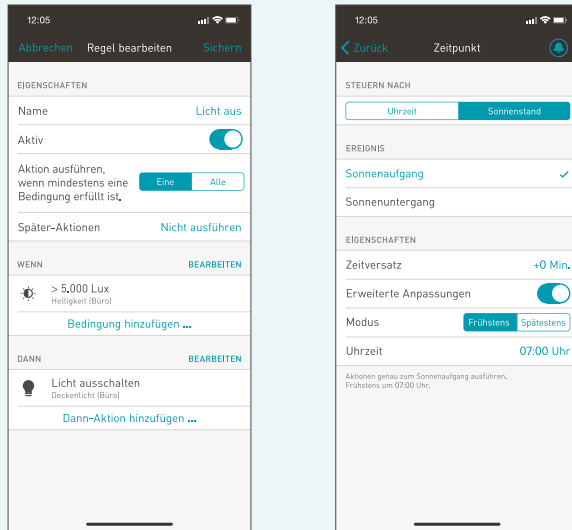 12:05
Abbrechen Regel bearbeiten Sichern
EIGENSCHAFTEN
Name Licht aus
Aktiv
Aktion ausführen,
wenn mindestens eine
Bedingung erfüllt ist.
Eine Alle
Später-Aktionen Nicht ausführen
WENN BEARBEITEN
> 5.000 Lux
Helligkeit (Büro)
Bedingung hinzufügen ...
DANN BEARBEITEN
Licht ausschalten
Deckenlicht (Büro)
Dann-Aktion hinzufügen ...
12:05
Zurück Zeitpunkt
STEUERN NACH
Uhrzeit Sonnenstand
EREIGNIS
Sonnenaufgang
Sonnenuntergang
EIGENSCHAFTEN
Zeitversatz +0 Min.
Erweiterte Anpassungen
Modus Frühstens Spätestens
Uhrzeit 07:00 Uhr
Aktionen genau zum Sonnenaufgang ausführen.
Frühstens um 07:00 Uhr.